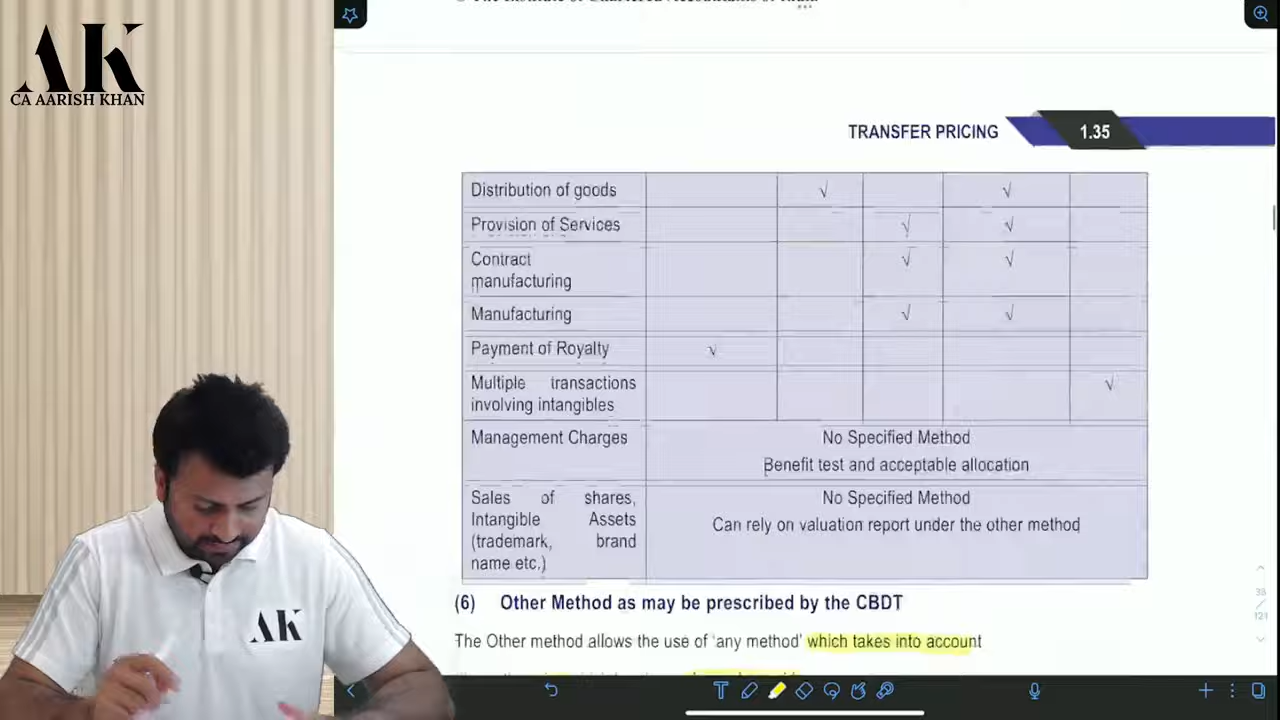 AK
CA AARISH KHAN
TRANSFER PRICING 1.35
Distribution of goods √ √
Provision of Services √ √
Contract manufacturing √ √
Manufacturing √ √
Payment of Royalty √
Multiple transactions involving intangibles √
Management Charges
No Specified Method
Benefit test and acceptable allocation
Sales of shares,
Intangible Assets
(trademark, brand
name etc.)
No Specified Method
Can rely on valuation report under the other method
(6) Other Method as may be prescribed by the CBDT
The Other method allows the use of 'any method' which takes into account
AK
33
/
121
T